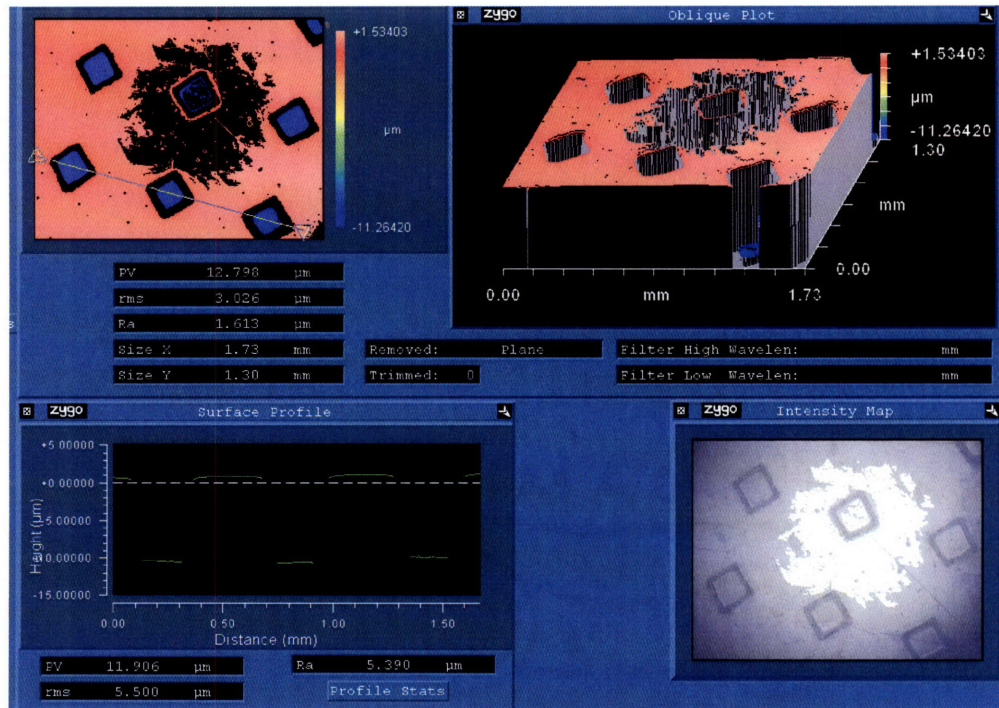 +1.53403
µm
-11.26420
zygo Oblique Plot
+1.53403
µm
-11.26420
1.30
mm
0.00
0.00 mm 1.73
PV 12.798 µm
rms 3.026 µm
Ra 1.613 µm
Size X 1.73 mm
Size Y 1.30 mm
Removed: Plane
Trimmed: 0
Filter High Wavelen: mm
Filter Low Wavelen: mm
zygo Surface Profile
+5.00000
+0.00000
-5.00000
-10.00000
-15.00000
Height (µm)
0.00 0.50 1.00 1.50
Distance (mm)
PV 11.906 µm
rms 5.500 µm
Ra 5.390 µm
Profile Stats
zygo Intensity Map